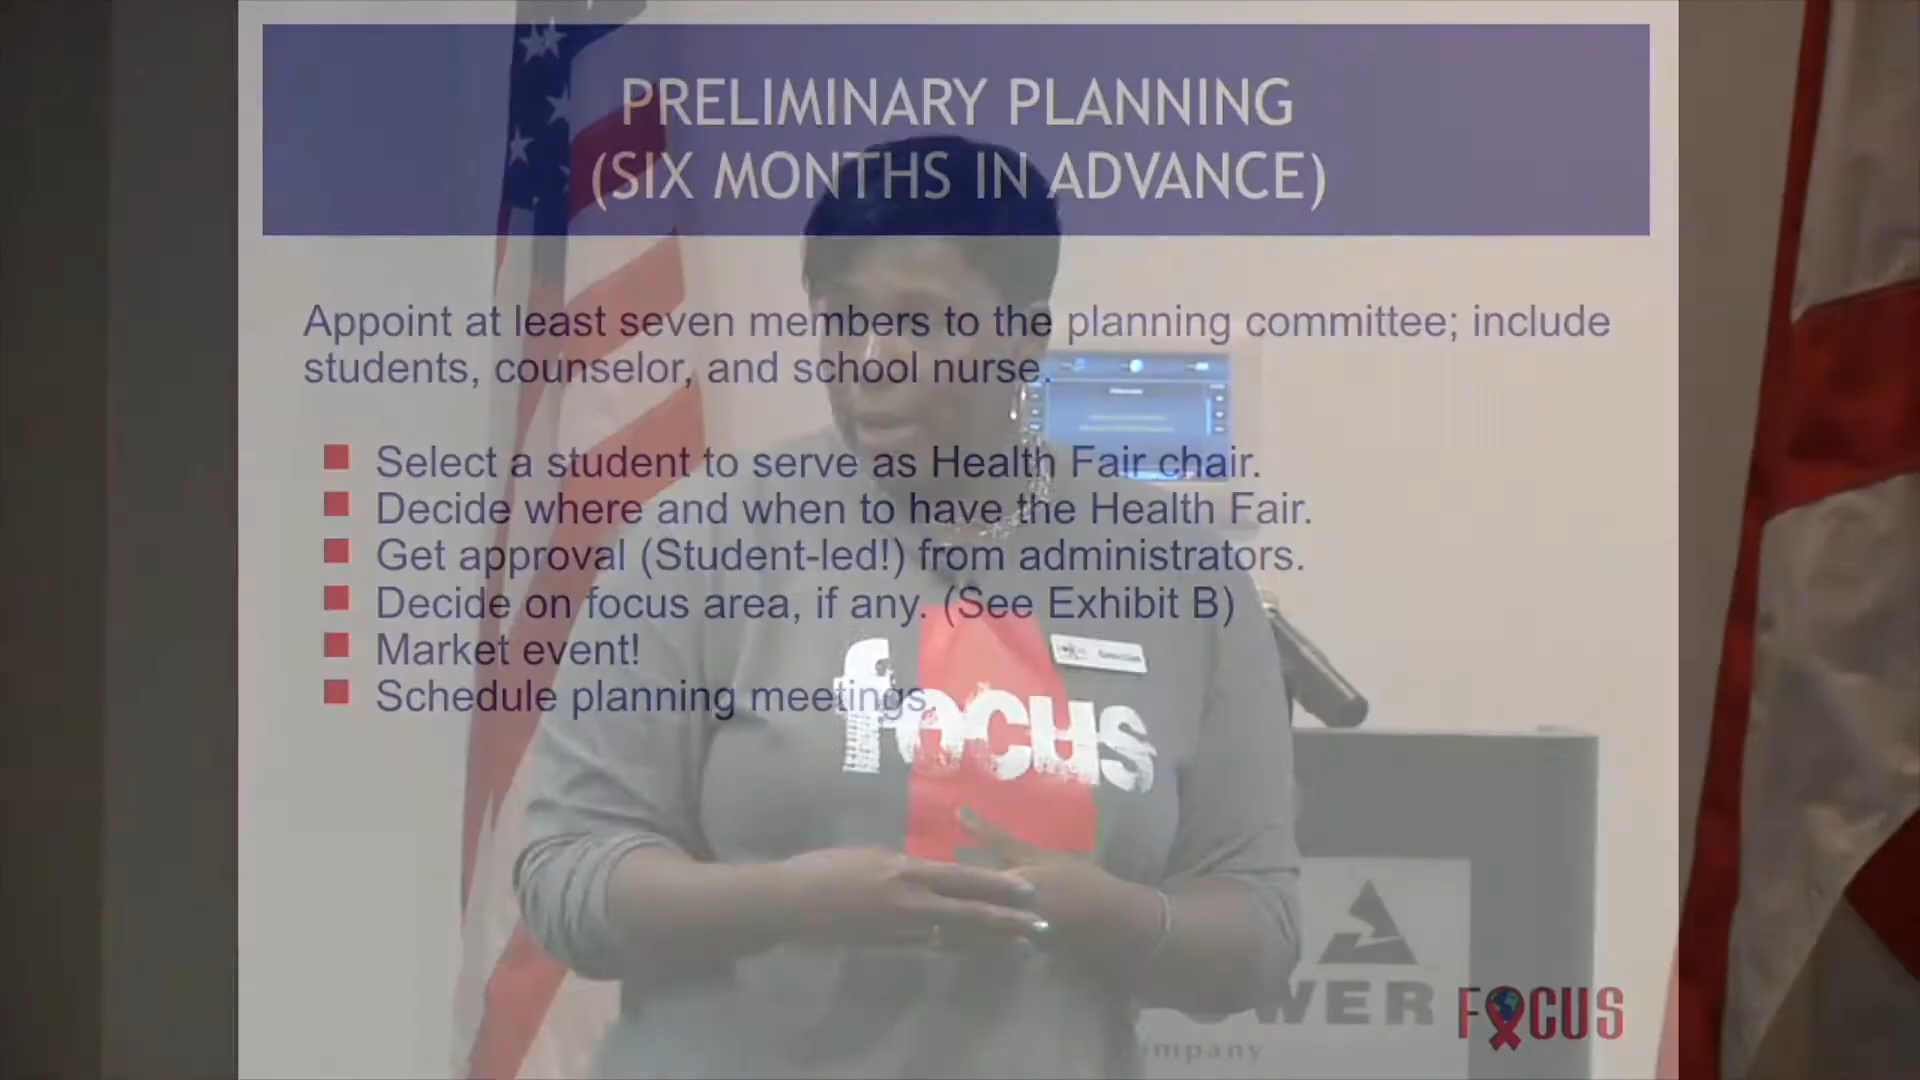 PRELIMINARY PLANNING
(SIX MONTHS IN ADVANCE)
Appoint at least seven members to the planning committee; include
students, counselor, and school nurse.
Select a student to serve as Health Fair chair.
Decide where and when to have the Health Fair.
Get approval (Student-led!) from administrators.
Decide on focus area, if any. (See Exhibit B)
Market event!
Schedule planning meetings.
focus
WER
FOCUS